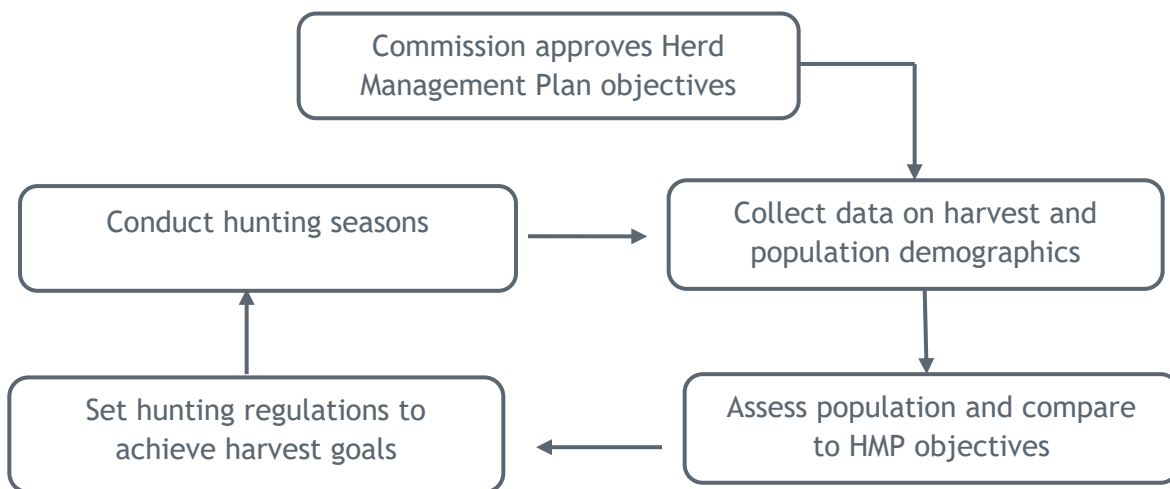 Commission approves Herd
Management Plan objectives
Conduct hunting seasons
Collect data on harvest and
population demographics
Set hunting regulations to
achieve harvest goals
Assess population and compare
to HMP objectives